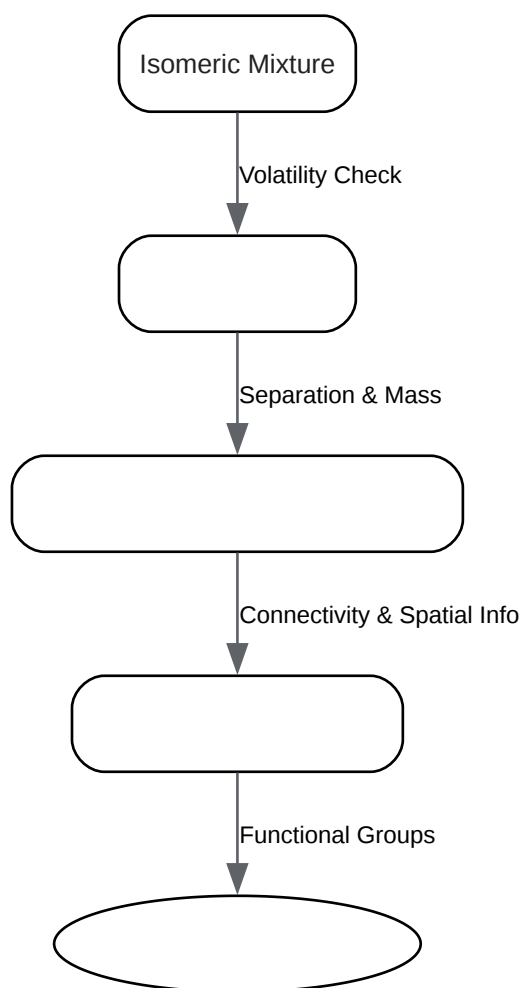 Isomeric Mixture
Volatility Check
Separation & Mass
Connectivity & Spatial Info
Functional Groups